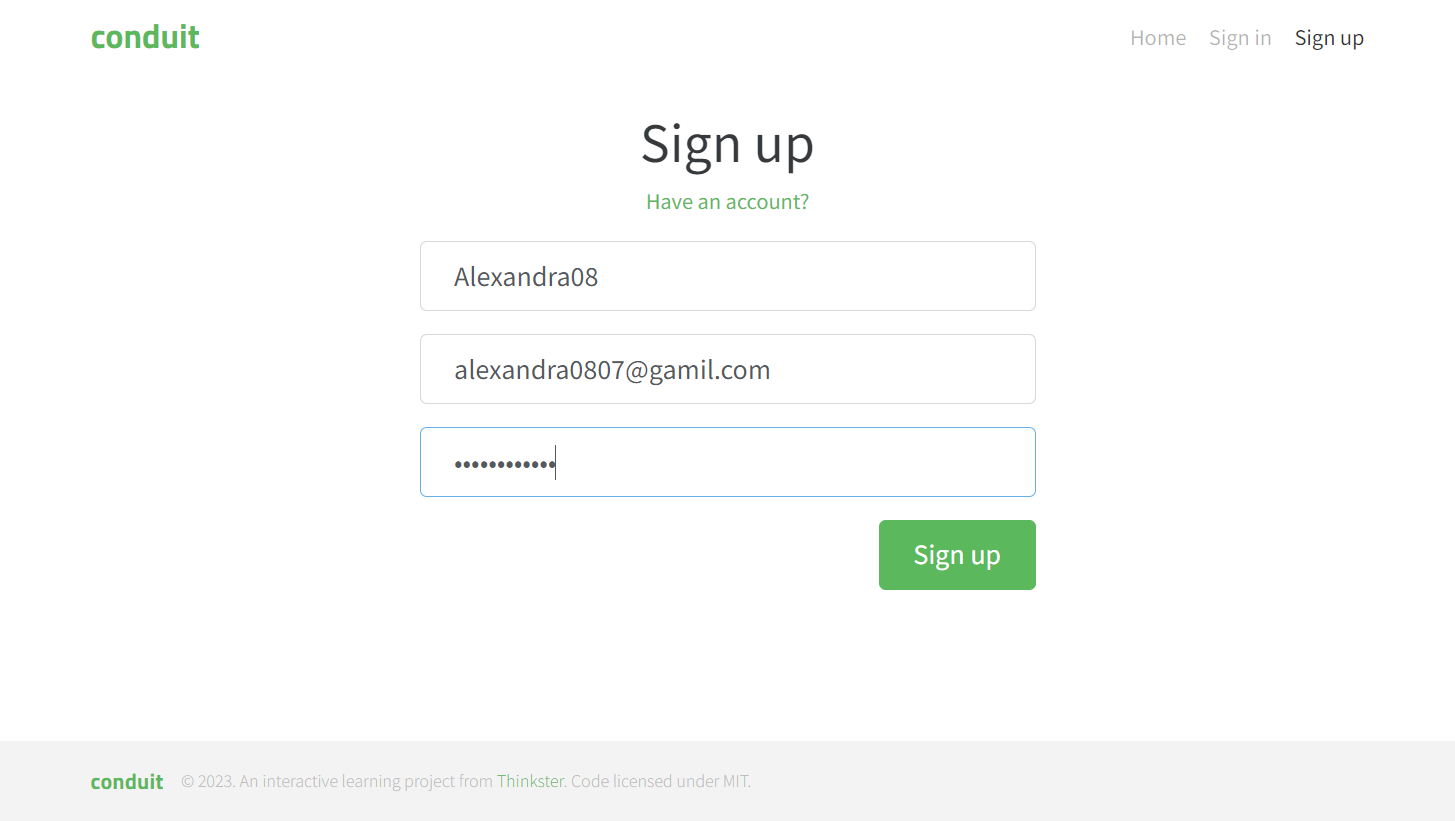 conduit
Home Sign in Sign up
Sign up
Have an account?
Alexandra08
alexandra0807@gamil.com
••••••••••••
Sign up
conduit © 2023. An interactive learning project from Thinkster. Code licensed under MIT.